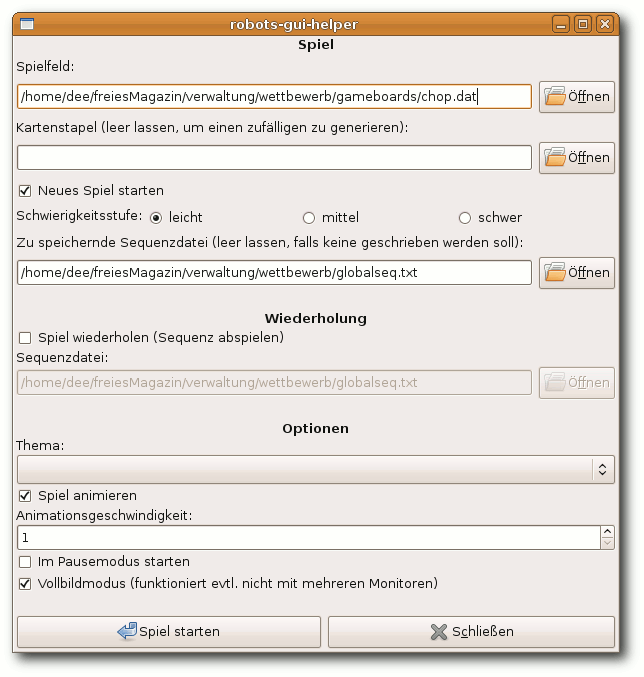 robots-gui-helper
Spiel
Spielfeld:
/home/dee/freiesMagazin/verwaltung/wettbewerb/gameboards/chop.dat
Öffnen
Kartenstapel (leer lassen, um einen zufälligen zu generieren):
Öffnen
Neues Spiel starten
Schwierigkeitsstufe: leicht mittel schwer
Zu speichernde Sequenzdatei (leer lassen, falls keine geschrieben werden soll):
/home/dee/freiesMagazin/verwaltung/wettbewerb/globalseq.txt
Öffnen
Wiederholung
Spiel wiederholen (Sequenz abspielen)
Sequenzdatei:
/home/dee/freiesMagazin/verwaltung/wettbewerb/globalseq.txt
Öffnen
Optionen
Thema:
Spiel animieren
Animationsgeschwindigkeit:
1
Im Pausemodus starten
Vollbildmodus (funktioniert evtl. nicht mit mehreren Monitoren)
Spiel starten
Schließen